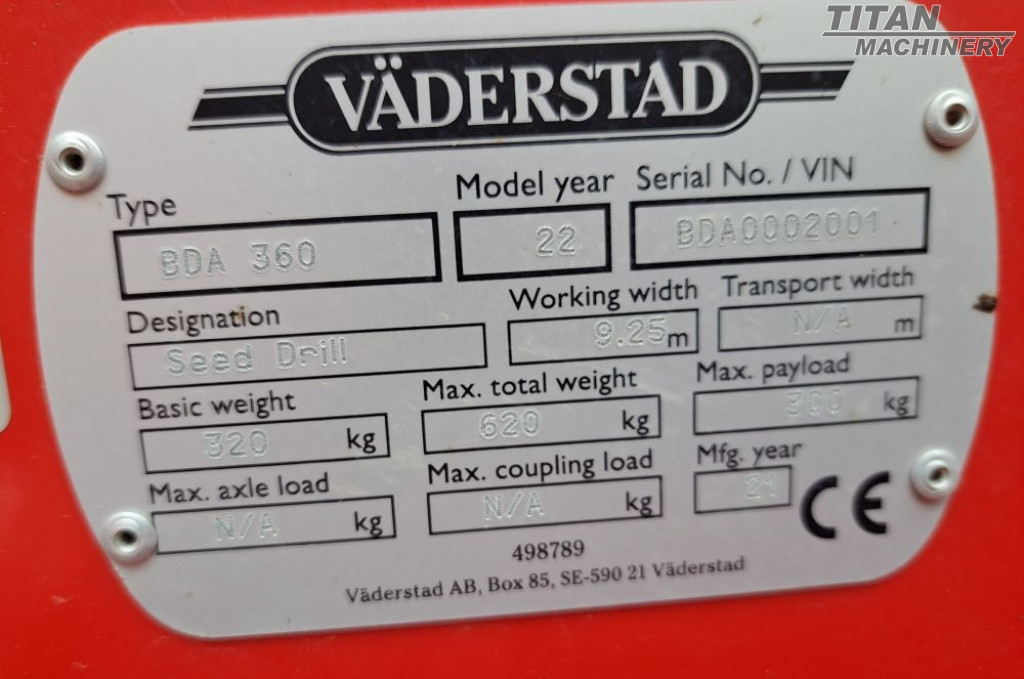 TITAN
MACHINERY
VÄDERSTAD
Type
Model year
Serial No. / VIN
BDA 360
22
BDA0002001
Designation
Working width
Transport width
Seed Drill
9.25 m
N/A m
Basic weight
Max. total weight
Max. payload
320 kg
620 kg
300 kg
Max. axle load
Max. coupling load
Mfg. year
N/A kg
N/A kg
21
CE
498789
Väderstad AB, Box 85, SE-590 21 Väderstad